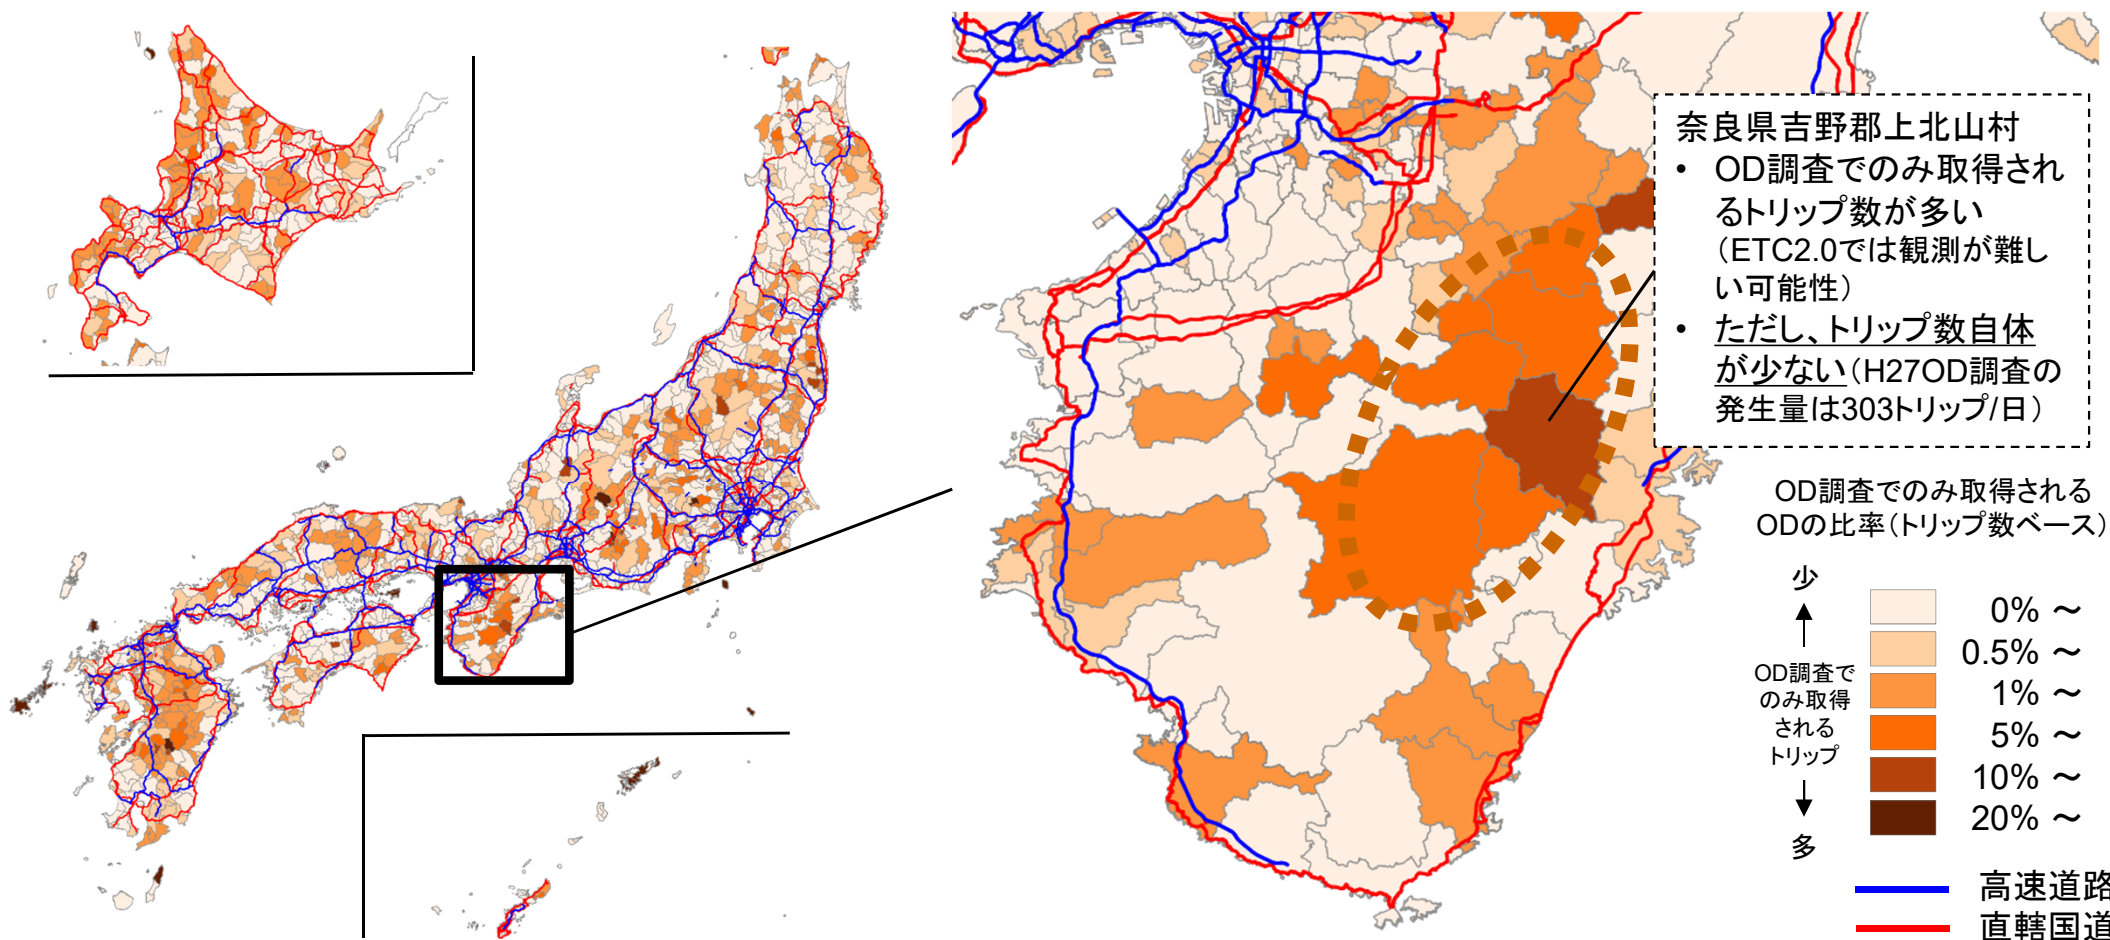 奈良県吉野郡上北山村
• OD調査でのみ取得され
るトリップ数が多い
（ETC2.0では観測が難し
い可能性）
• ただし、トリップ数自体
が少ない（H27OD調査の
発生量は303トリップ/日）
OD調査でのみ取得される
ODの比率（トリップ数ベース）
少
OD調査で
のみ取得
される
トリップ
多
0% ～
0.5% ～
1% ～
5% ～
10% ～
20% ～
高速道路
直轄国道